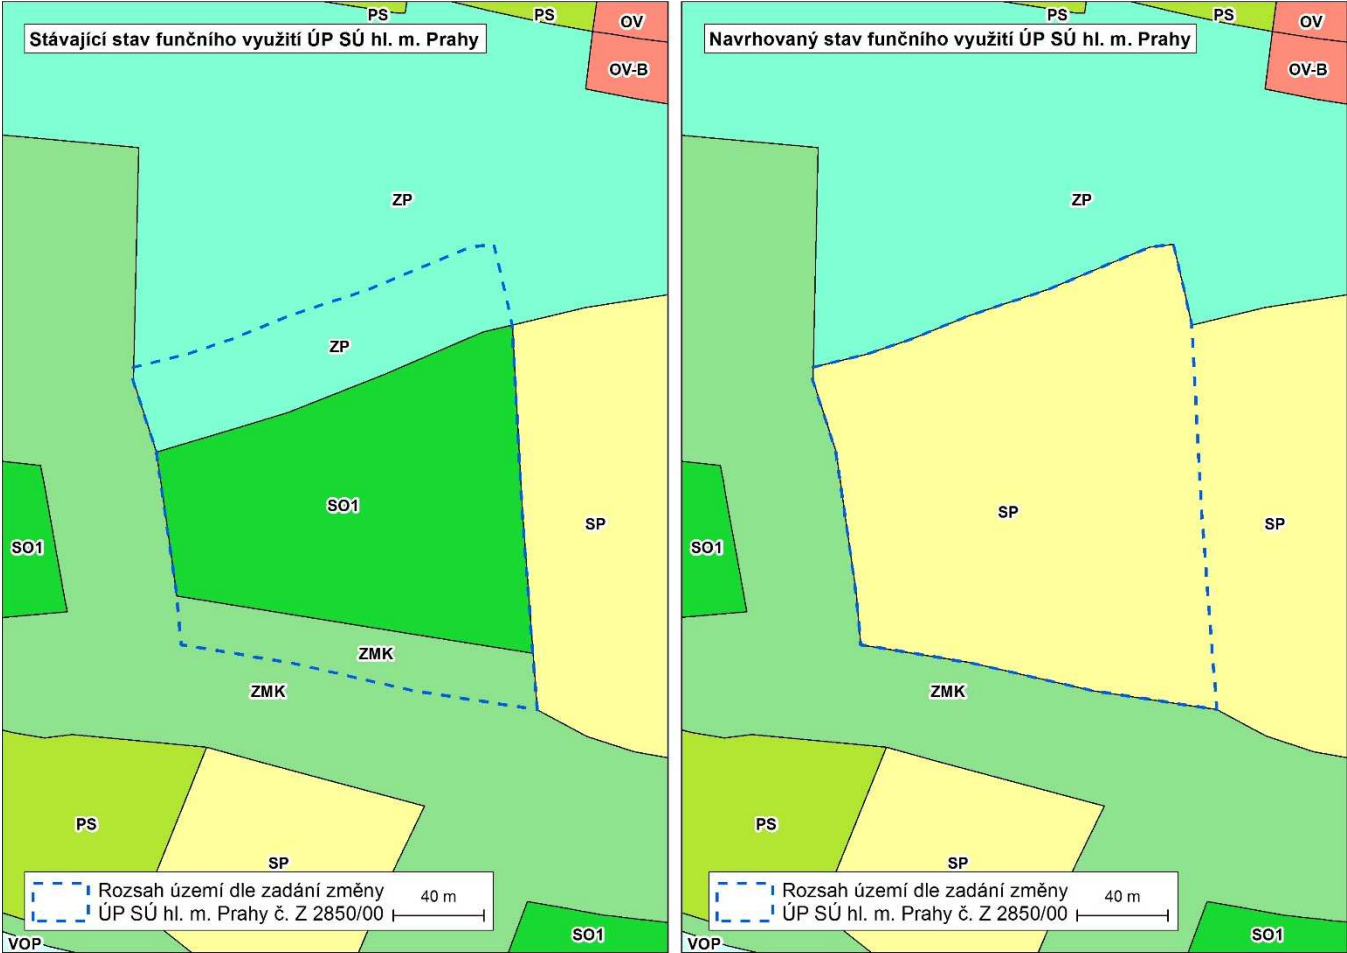 PS
PS
OV
Stávající stav funčního využití ÚP SÚ hl. m. Prahy
OV-B
ZP
ZP
SO1
SP
SO1
ZMK
ZMK
PS
SP
Rozsah území dle zadání změny
ÚP SÚ hl. m. Prahy č. Z 2850/00
40 m
SO1
VOP
PS
PS
OV
Navrhovaný stav funčního využití ÚP SÚ hl. m. Prahy
OV-B
ZP
SP
SP
SO1
ZMK
PS
SP
Rozsah území dle zadání změny
ÚP SÚ hl. m. Prahy č. Z 2850/00
40 m
SO1
VOP